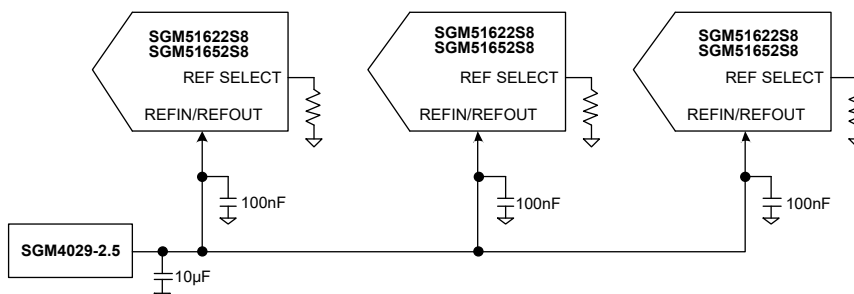 SGM51622S8
SGM51652S8
REF SELECT
REFIN/REFOUT
100nF
SGM51622S8
SGM51652S8
REF SELECT
REFIN/REFOUT
100nF
SGM51622S8
SGM51652S8
REF SELECT
REFIN/REFOUT
100nF
SGM4029-2.5
10μF